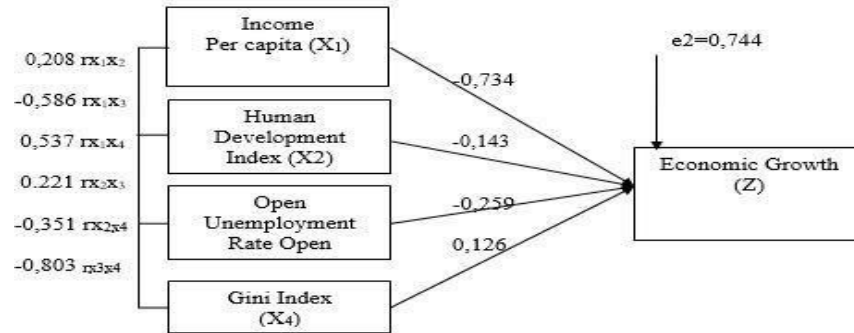 Income
Per capita (X₁)
0,208 rx₁x₂
-0,586 rx₁x₃
0,537 rx₁x₄
0.221 rx₂x₃
-0,351 rx₂x₄
-0,803 rx₃x₄
Human
Development
Index (X2)
Open
Unemployment
Rate Open
Gini Index
(X₄)
-0,734
-0,143
-0,259
0,126
e2=0,744
Economic Growth
(Z)